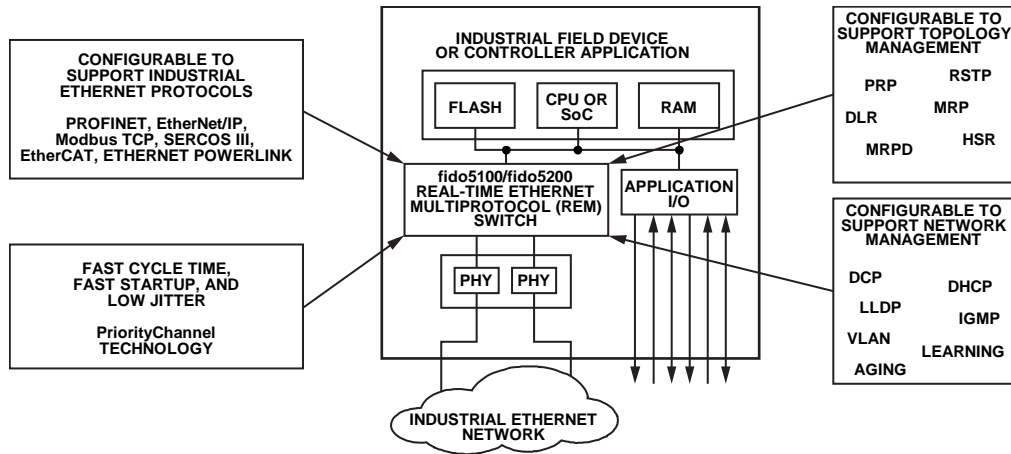 CONFIGURABLE TO
SUPPORT INDUSTRIAL
ETHERNET PROTOCOLS
PROFINET, EtherNet/IP,
Modbus TCP, SERCOS III,
EtherCAT, ETHERNET POWERLINK
FAST CYCLE TIME,
FAST STARTUP, AND
LOW JITTER
PriorityChannel
TECHNOLOGY
INDUSTRIAL FIELD DEVICE
OR CONTROLLER APPLICATION
FLASH
CPU OR
SoC
RAM
fido5100/fido5200
REAL-TIME ETHERNET
MULTIPROTOCOL (REM)
SWITCH
APPLICATION
I/O
PHY
PHY
INDUSTRIAL ETHERNET
NETWORK
CONFIGURABLE TO
SUPPORT TOPOLOGY
MANAGEMENT
PRP
RSTP
DLR
MRP
MRPD
HSR
CONFIGURABLE TO
SUPPORT NETWORK
MANAGEMENT
DCP
DHCP
LLDP
IGMP
VLAN
LEARNING
AGING